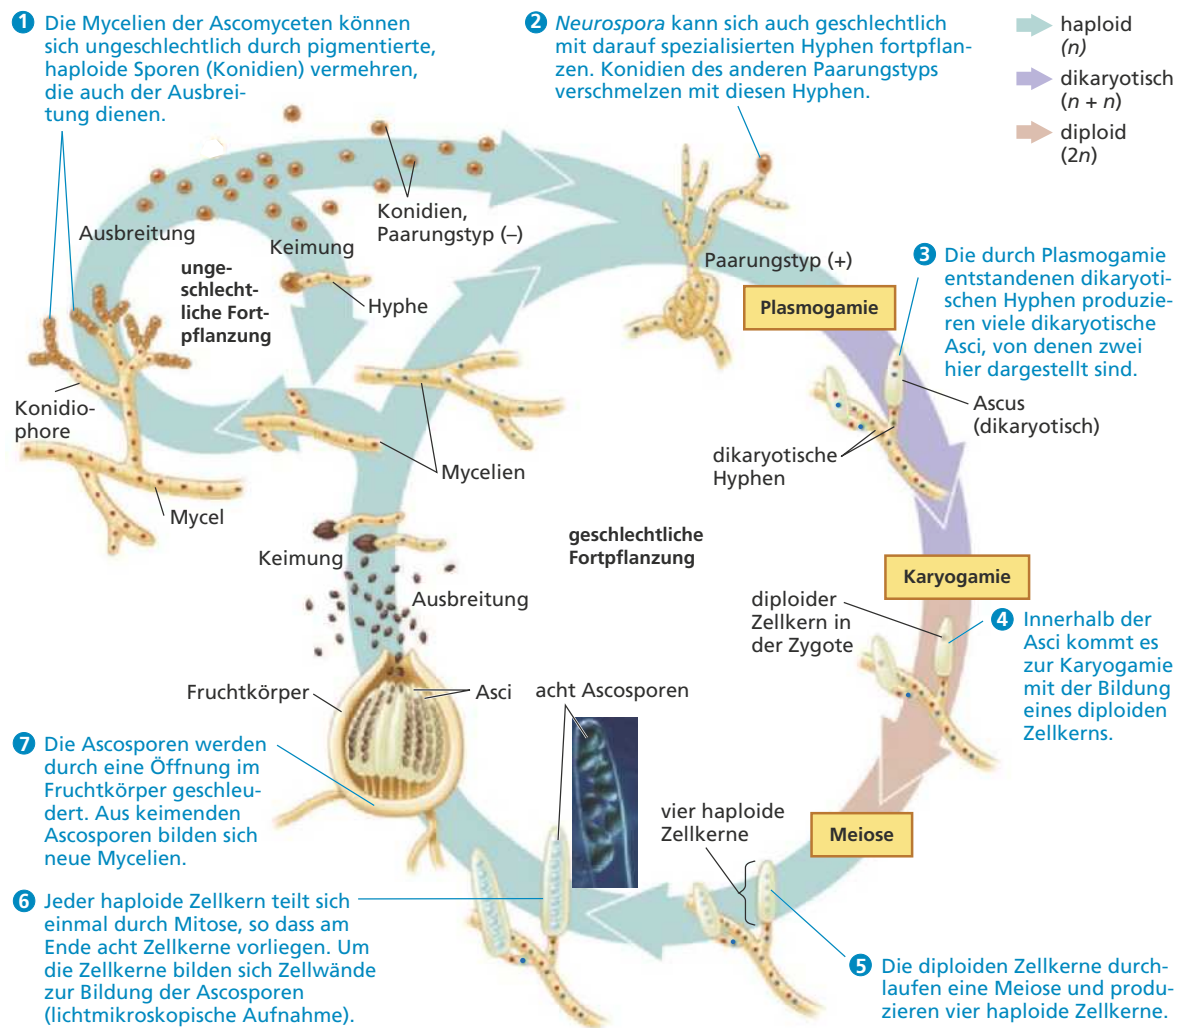 1 Die Mycelien der Ascomyceten können
sich ungeschlechtlich durch pigmentierte,
haploide Sporen (Konidien) vermehren,
die auch der Ausbrei-
tung dienen.
2 Neurospora kann sich auch geschlechtlich
mit darauf spezialisierten Hyphen fortpflan-
zen. Konidien des anderen Paarungstyps
verschmelzen mit diesen Hyphen.
haploid
(n)
dikaryotisch
(n + n)
diploid
(2n)
Konidien,
Paarungstyp (–)
Ausbreitung
Keimung
unge-
schlecht-
liche Fort-
pflanzung
Hyphe
Paarungstyp (+)
Plasmogamie
3 Die durch Plasmogamie
entstandenen dikaryoti-
schen Hyphen produzie-
ren viele dikaryotische
Asci, von denen zwei
hier dargestellt sind.
Konidio-
phore
Ascus
(dikaryotisch)
dikaryotische
Hyphen
Mycelien
Mycel
Keimung
geschlechtliche
Fortpflanzung
Karyogamie
Ausbreitung
diploider
Zellkern in
der Zygote
4 Innerhalb der
Asci kommt es
zur Karyogamie
mit der Bildung
eines diploiden
Zellkerns.
Fruchtkörper
Asci
acht Ascosporen
7 Die Ascosporen werden
durch eine Öffnung im
Fruchtkörper geschleu-
dert. Aus keimenden
Ascosporen bilden sich
neue Mycelien.
vier haploide
Zellkerne
Meiose
6 Jeder haploide Zellkern teilt sich
einmal durch Mitose, so dass am
Ende acht Zellkerne vorliegen. Um
die Zellkerne bilden sich Zellwände
zur Bildung der Ascosporen
(lichtmikroskopische Aufnahme).
5 Die diploiden Zellkerne durch-
laufen eine Meiose und produ-
zieren vier haploide Zellkerne.